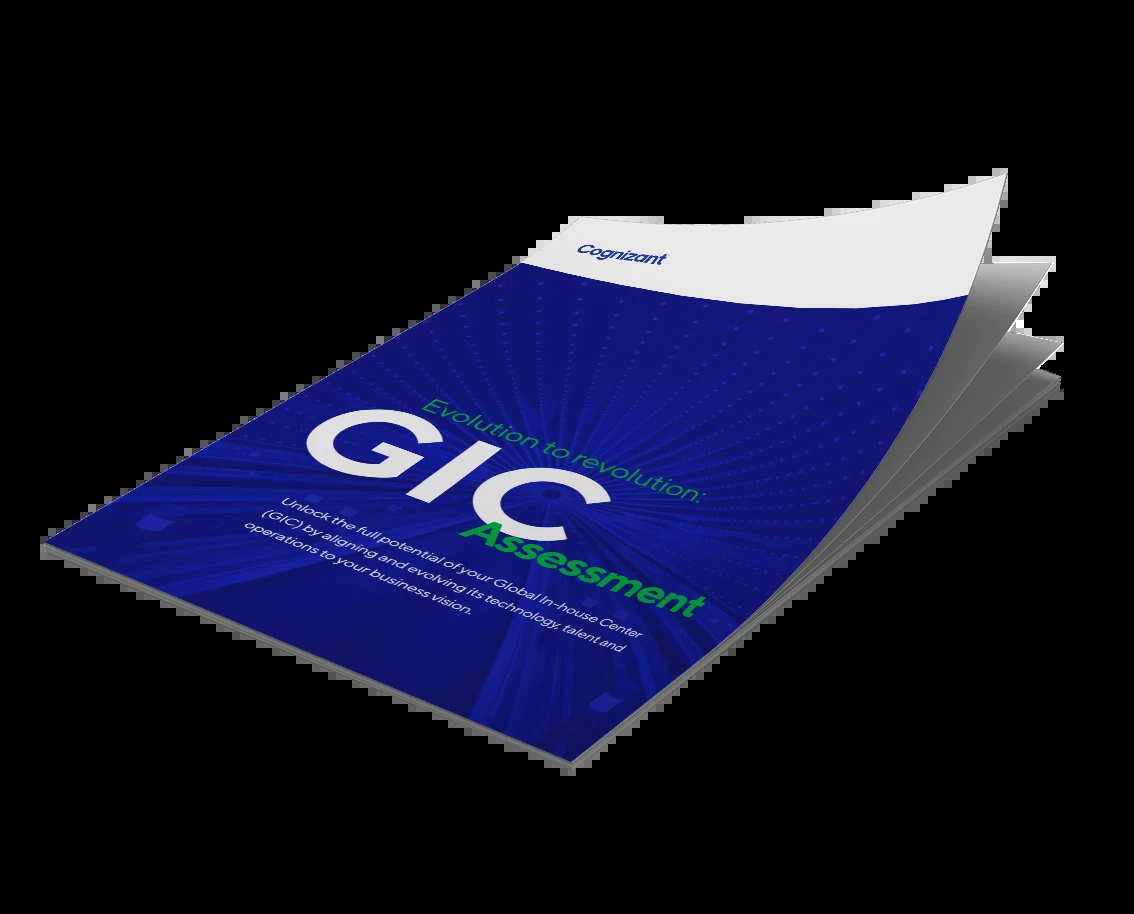 Cognizant
Evolution to revolution:
GIC
Assessment
Unlock the full potential of your Global In-house Center
(GIC) by aligning and evolving its technology, talent and
operations to your business vision.